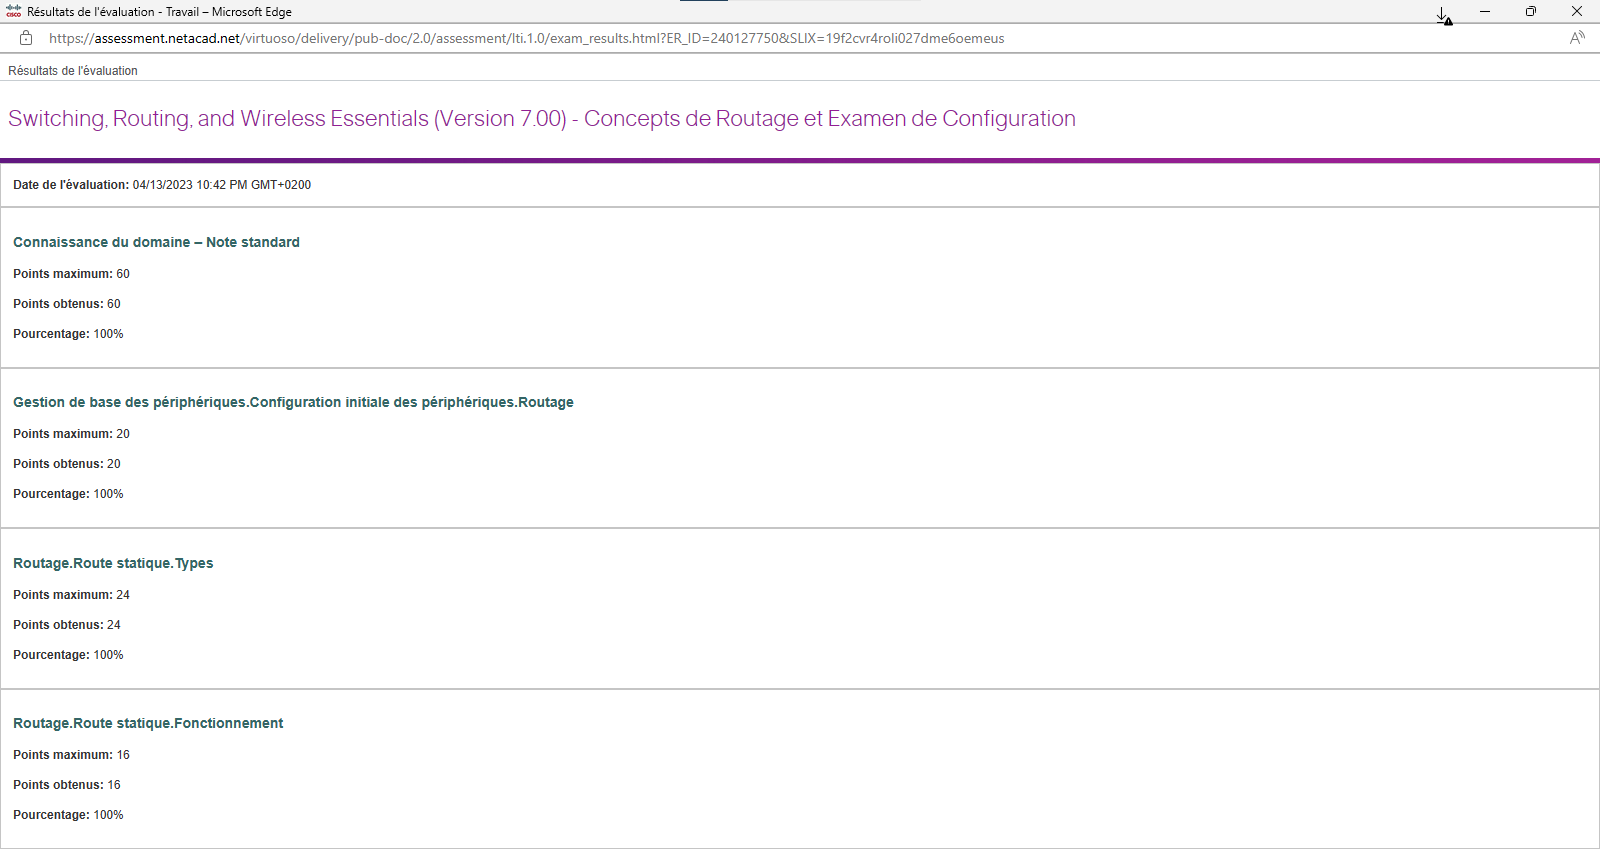 CISCO Résultats de l'évaluation - Travail – Microsoft Edge
https://assessment.netacad.net/virtuoso/delivery/pub-doc/2.0/assessment/lti.1.0/exam_results.html?ER_ID=240127750&SLIX=19f2cvr4roli027dme6oemeus
Résultats de l'évaluation
Switching, Routing, and Wireless Essentials (Version 7.00) - Concepts de Routage et Examen de Configuration
Date de l'évaluation: 04/13/2023 10:42 PM GMT+0200
Connaissance du domaine – Note standard
Points maximum: 60
Points obtenus: 60
Pourcentage: 100%
Gestion de base des périphériques.Configuration initiale des périphériques.Routage
Points maximum: 20
Points obtenus: 20
Pourcentage: 100%
Routage.Route statique.Types
Points maximum: 24
Points obtenus: 24
Pourcentage: 100%
Routage.Route statique.Fonctionnement
Points maximum: 16
Points obtenus: 16
Pourcentage: 100%